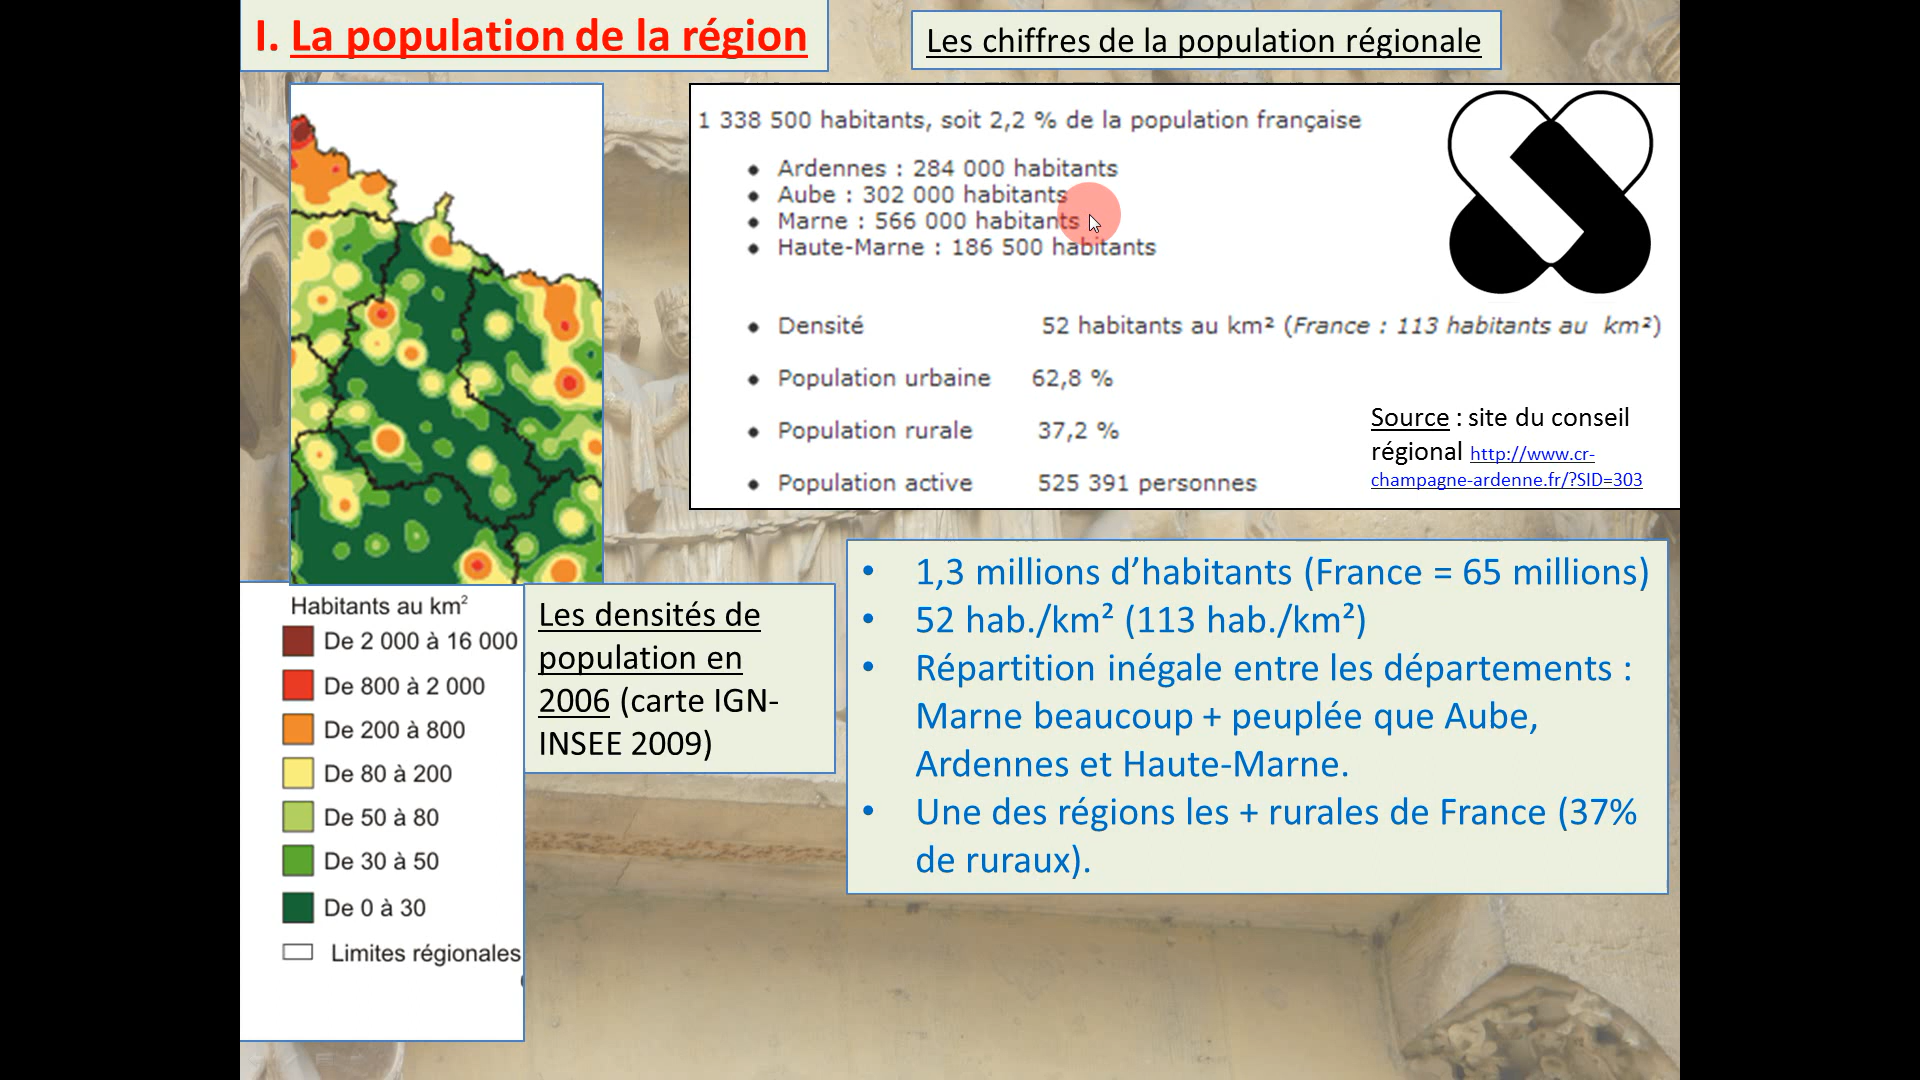 I. La population de la région
Les chiffres de la population régionale
1 338 500 habitants, soit 2,2 % de la population française
• Ardennes : 284 000 habitants
• Aube : 302 000 habitants
• Marne : 566 000 habitants
• Haute-Marne : 186 500 habitants
• Densité 52 habitants au km² (France : 113 habitants au km²)
• Population urbaine 62,8 %
• Population rurale 37,2 %
• Population active 525 391 personnes
Source : site du conseil
régional http://www.cr-
champagne-ardenne.fr/?SID=303
Habitants au km²
De 2 000 à 16 000
De 800 à 2 000
De 200 à 800
De 80 à 200
De 50 à 80
De 30 à 50
De 0 à 30
Limites régionales
Les densités de
population en
2006 (carte IGN-
INSEE 2009)
• 1,3 millions d’habitants (France = 65 millions)
• 52 hab./km² (113 hab./km²)
• Répartition inégale entre les départements :
Marne beaucoup + peuplée que Aube,
Ardennes et Haute-Marne.
• Une des régions les + rurales de France (37%
de ruraux).